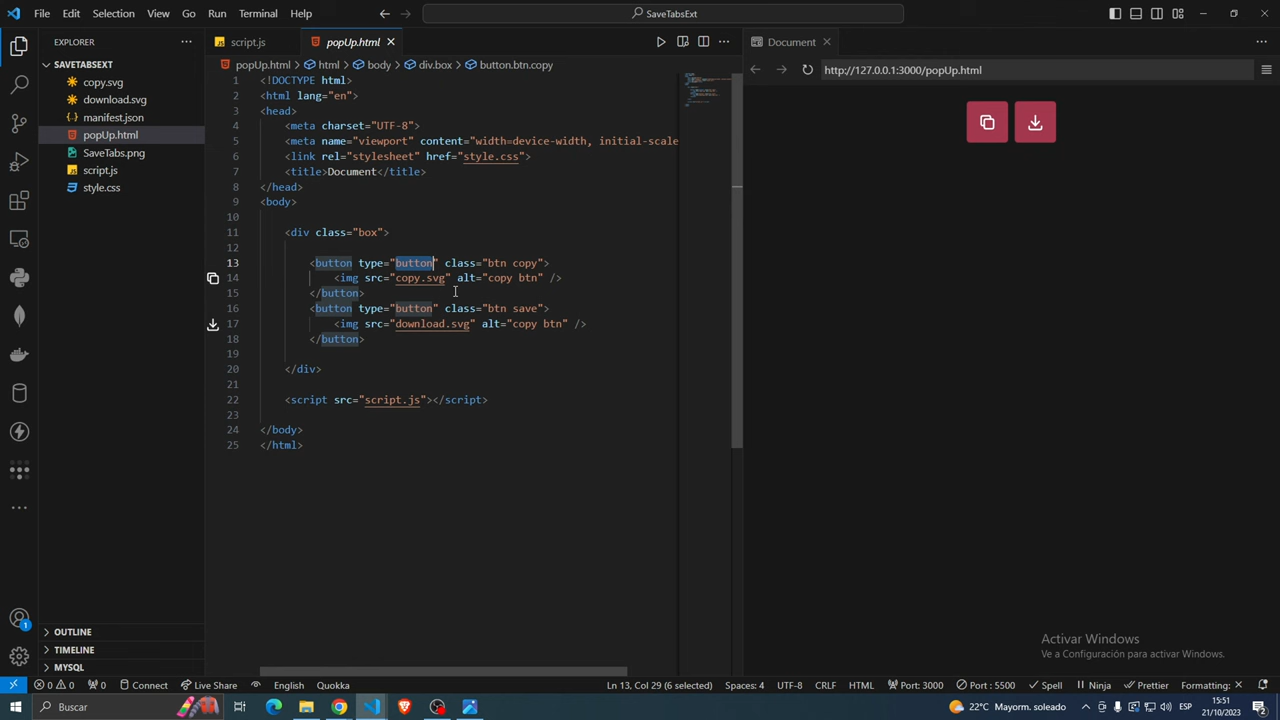 File Edit Selection View Go Run Terminal Help
SaveTabsExt
EXPLORER
SAVETABSEXT
copy.svg
download.svg
manifest.json
popUp.html
SaveTabs.png
script.js
style.css
OUTLINE
TIMELINE
MYSQL
script.js popUp.html
popUp.html > html > body > div.box > button.btn.copy
1 <!DOCTYPE html>
2 <html lang="en">
3 <head>
4 <meta charset="UTF-8">
5 <meta name="viewport" content="width=device-width, initial-scale
6 <link rel="stylesheet" href="style.css">
7 <title>Document</title>
8 </head>
9 <body>
10
11 <div class="box">
12
13 <button type="button" class="btn copy">
14 <img src="copy.svg" alt="copy btn" />
15 </button>
16 <button type="button" class="btn save">
17 <img src="download.svg" alt="copy btn" />
18 </button>
19
20 </div>
21
22 <script src="script.js"></script>
23
24 </body>
25 </html>
Document
http://127.0.0.1:3000/popUp.html
Activar Windows
Ve a Configuración para activar Windows.
1
0 0 0 Connect Live Share English Quokka Ln 13, Col 29 (6 selected) Spaces: 4 UTF-8 CRLF HTML Port: 3000 Port : 5500 Spell Ninja Prettier Formatting: ×
Buscar
22°C Mayorm. soleado ESP 15:51
21/10/2023
2